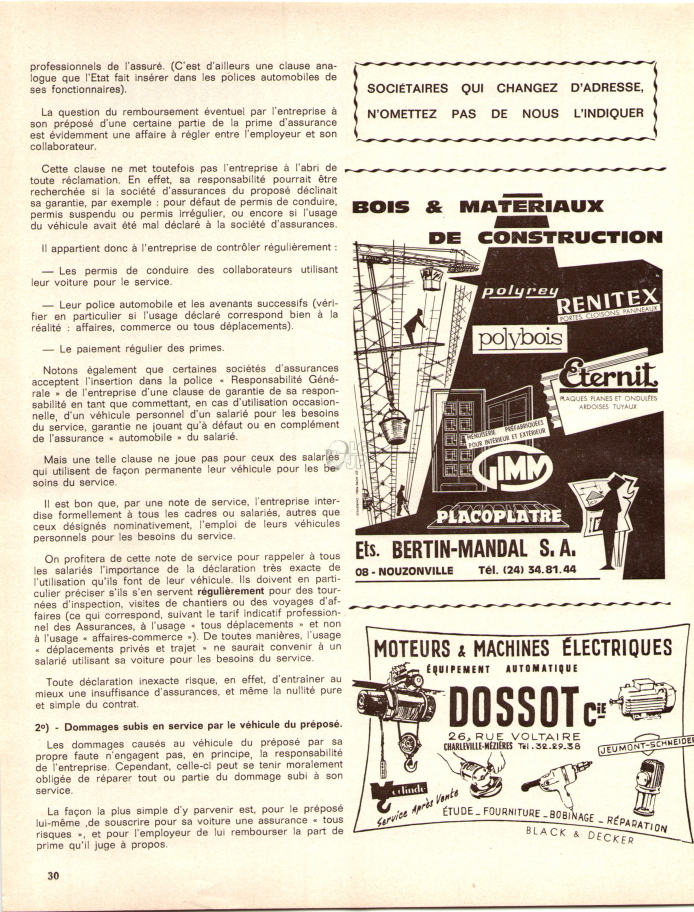 professionnels de l'assuré. (C'est d'ailleurs une clause ana-
logue que l'Etat fait insérer dans les polices automobiles de
ses fonctionnaires).
La question du remboursement éventuel par l'entreprise à
son préposé d'une certaine partie de la prime d'assurance
est évidemment une affaire à régler entre l'employeur et son
collaborateur.
Cette clause ne met toutefois pas l'entreprise à l'abri de
toute réclamation. En effet, sa responsabilité pourrait être
recherchée si la société d'assurances du proposé déclinait
sa garantie, par exemple : pour défaut de permis de conduire,
permis suspendu ou permis irrégulier, ou encore si l'usage
du véhicule avait été mal déclaré à la société d'assurances.
Il appartient donc à l'entreprise de contrôler régulièrement :
— Les permis de conduire des collaborateurs utilisant
leur voiture pour le service.
— Leur police automobile et les avenants successifs (véri-
fier en particulier si l'usage déclaré correspond bien à la
réalité : affaires, commerce ou tous déplacements).
— Le paiement régulier des primes.
Notons également que certaines sociétés d'assurances
acceptent l'insertion dans la police « Responsabilité Géné-
rale » de l'entreprise d'une clause de garantie de sa respon-
sabilité en tant que commettant, en cas d'utilisation occasion-
nelle, d'un véhicule personnel d'un salarié pour les besoins
du service, garantie ne jouant qu'à défaut ou en complément
de l'assurance « automobile » du salarié.
Mais une telle clause ne joue pas pour ceux des salariés
qui utilisent de façon permanente leur véhicule pour les be-
soins du service.
Il est bon que, par une note de service, l'entreprise inter-
dise formellement à tous les cadres ou salariés, autres que
ceux désignés nominativement, l'emploi de leurs véhicules
personnels pour les besoins du service.
On profitera de cette note de service pour rappeler à tous
les salariés l'importance de la déclaration très exacte de
l'utilisation qu'ils font de leur véhicule. Ils doivent en parti-
culier préciser s'ils s'en servent régulièrement pour des tour-
nées d'inspection, visites de chantiers ou des voyages d'af-
faires (ce qui correspond, suivant le tarif indicatif profession-
nel des Assurances, à l'usage « tous déplacements » et non
à l'usage « affaires-commerce »). De toutes manières, l'usage
« déplacements privés et trajet » ne saurait convenir à un
salarié utilisant sa voiture pour les besoins du service.
Toute déclaration inexacte risque, en effet, d'entraîner au
mieux une insuffisance d'assurances, et même la nullité pure
et simple du contrat.
2º) - Dommages subis en service par le véhicule du préposé.
Les dommages causés au véhicule du préposé par sa
propre faute n'engagent pas, en principe, la responsabilité
de l'entreprise. Cependant, celle-ci peut se tenir moralement
obligée de réparer tout ou partie du dommage subi à son
service.
La façon la plus simple d'y parvenir est, pour le préposé
lui-même ,de souscrire pour sa voiture une assurance « tous
risques », et pour l'employeur de lui rembourser la part de
prime qu'il juge à propos.
30
SOCIÉTAIRES QUI CHANGEZ D'ADRESSE,
N'OMETTEZ PAS DE NOUS L'INDIQUER
BOIS & MATERIAUX
DE CONSTRUCTION
polyrey
RENITEX
PORTES, CLOISONS, PANNEAUX
polybois
Eternit
PLAQUES PLANES ET ONDULÉES
ARDOISES TUYAUX
MENUISERIE PRÉFABRIQUÉES
POUR INTÉRIEUR ET EXTÉRIEUR
GIMM
PLACOPLATRE
Ets. BERTIN-MANDAL S. A.
08 - NOUZONVILLE Tél. (24) 34.81.44
MOTEURS & MACHINES ÉLECTRIQUES
ÉQUIPEMENT AUTOMATIQUE
DOSSOT Cie
26, RUE VOLTAIRE
CHARLEVILLE-MÉZIÈRES Tél. 32.29.38
JEUMONT-SCHNEIDER
Service Après Vente
ÉTUDE _ FOURNITURE _ BOBINAGE _ RÉPARATION
BLACK & DECKER